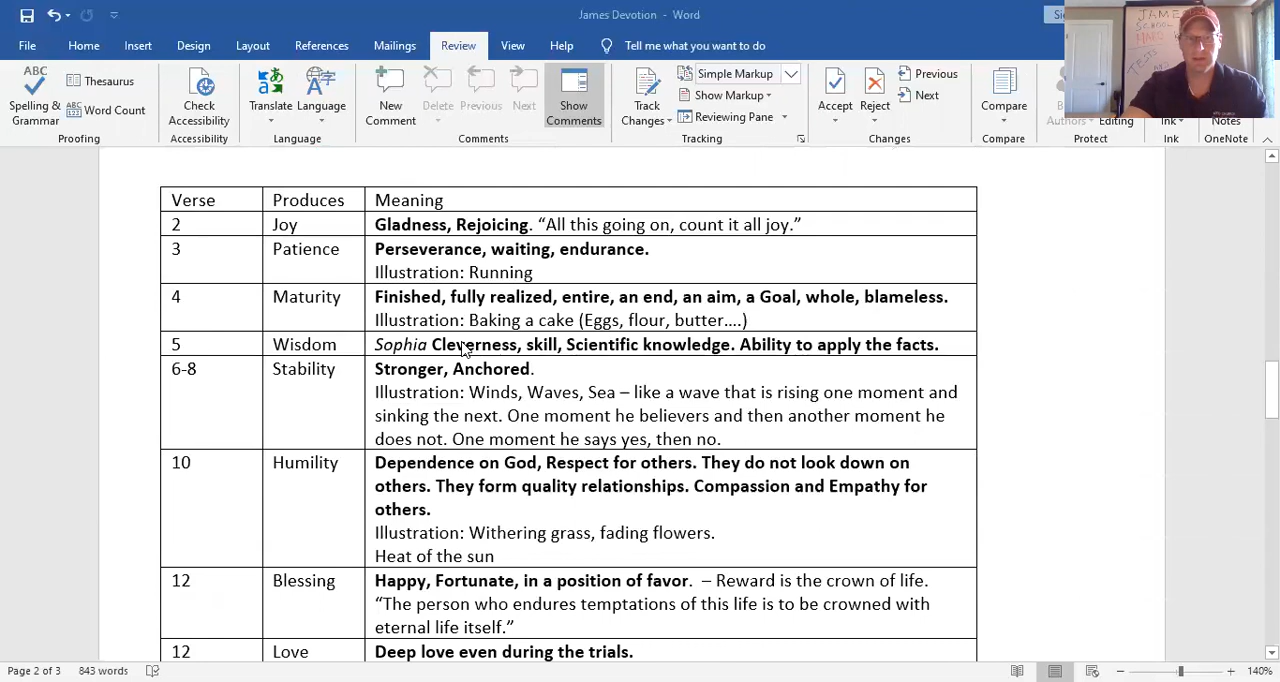 James Devotion - Word
File Home Insert Design Layout References Mailings Review View Help Tell me what you want to do
ABC
Spelling & Grammar
Thesaurus
ABC 123 Word Count
Proofing
Check Accessibility
Accessibility
Translate
Language
Language
New Comment
Delete
Previous
Next
Show Comments
Comments
Track Changes
Simple Markup
Show Markup
Reviewing Pane
Tracking
Accept
Reject
Previous
Next
Changes
Compare
Compare
Editing
Protect
Ink
Ink
Notes
OneNote
JAME
SCHOOL
TESTS
Verse Produces Meaning
2 Joy Gladness, Rejoicing. “All this going on, count it all joy.”
3 Patience Perseverance, waiting, endurance.
Illustration: Running
4 Maturity Finished, fully realized, entire, an end, an aim, a Goal, whole, blameless.
Illustration: Baking a cake (Eggs, flour, butter….)
5 Wisdom Sophia Cleverness, skill, Scientific knowledge. Ability to apply the facts.
6-8 Stability Stronger, Anchored.
Illustration: Winds, Waves, Sea – like a wave that is rising one moment and
sinking the next. One moment he believers and then another moment he
does not. One moment he says yes, then no.
10 Humility Dependence on God, Respect for others. They do not look down on
others. They form quality relationships. Compassion and Empathy for
others.
Illustration: Withering grass, fading flowers.
Heat of the sun
12 Blessing Happy, Fortunate, in a position of favor. – Reward is the crown of life.
“The person who endures temptations of this life is to be crowned with
eternal life itself.”
12 Love Deep love even during the trials.
Page 2 of 3 843 words 140%